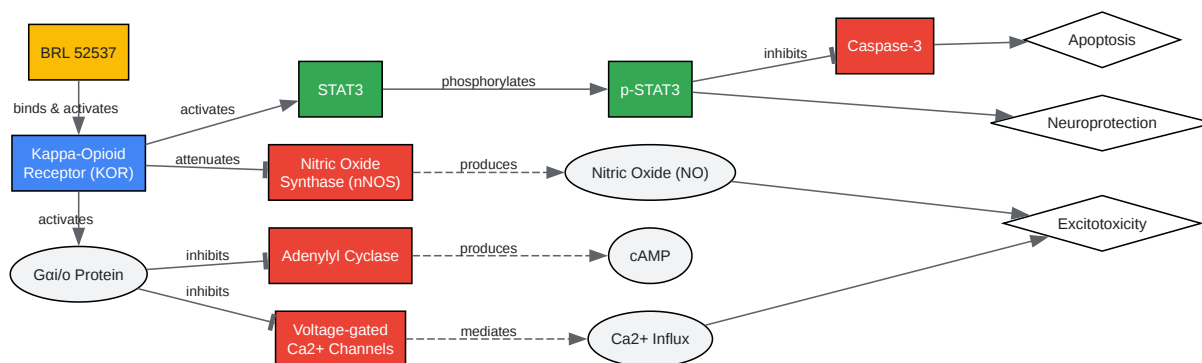 BRL 52537
binds & activates
Kappa-Opioid
Receptor (KOR)
activates
STAT3
phosphorylates
p-STAT3
inhibits
Caspase-3
Apoptosis
Neuroprotection
attenuates
Nitric Oxide
Synthase (nNOS)
produces
Nitric Oxide (NO)
Excitotoxicity
activates
Gαi/o Protein
inhibits
Adenylyl Cyclase
produces
cAMP
inhibits
Voltage-gated
Ca2+ Channels
mediates
Ca2+ Influx